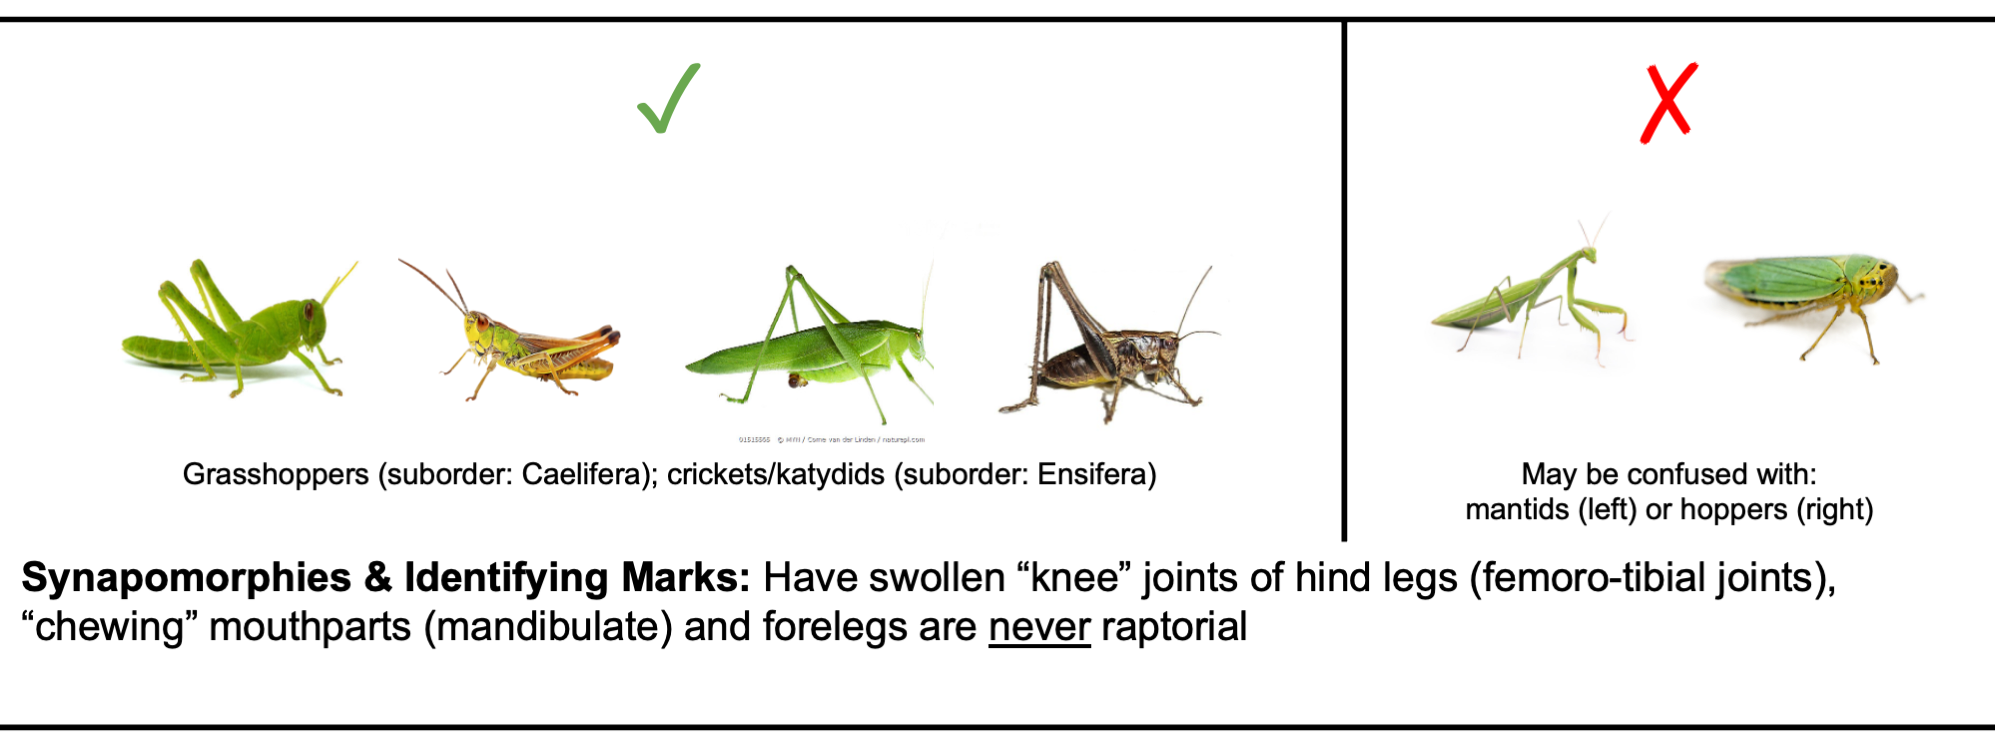 01515555 © MYN / Corne van der Linden / naturepl.com
Grasshoppers (suborder: Caelifera); crickets/katydids (suborder: Ensifera)
May be confused with:
mantids (left) or hoppers (right)
Synapomorphies & Identifying Marks: Have swollen “knee” joints of hind legs (femoro-tibial joints),
“chewing” mouthparts (mandibulate) and forelegs are never raptorial